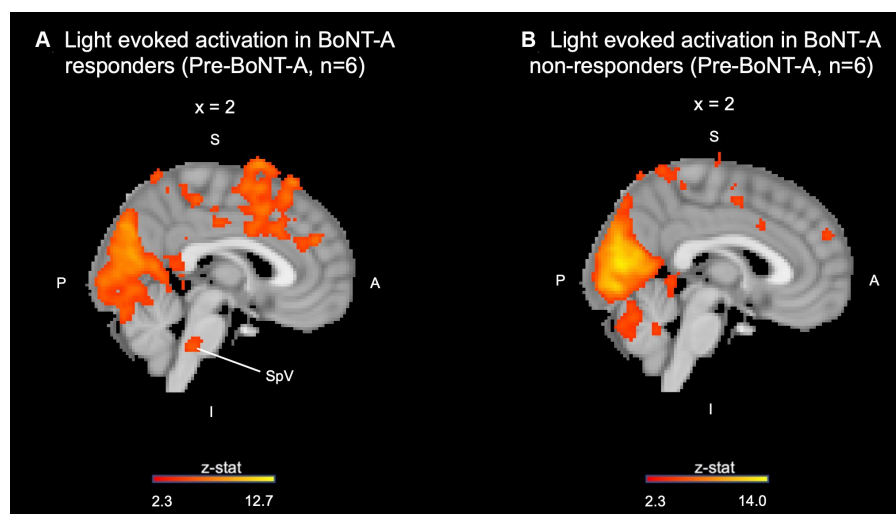 A Light evoked activation in BoNT-A
responders (Pre-BoNT-A, n=6)
x = 2
S
P
A
SpV
I
z-stat
2.3 12.7
B Light evoked activation in BoNT-A
non-responders (Pre-BoNT-A, n=6)
x = 2
S
P
A
I
z-stat
2.3 14.0